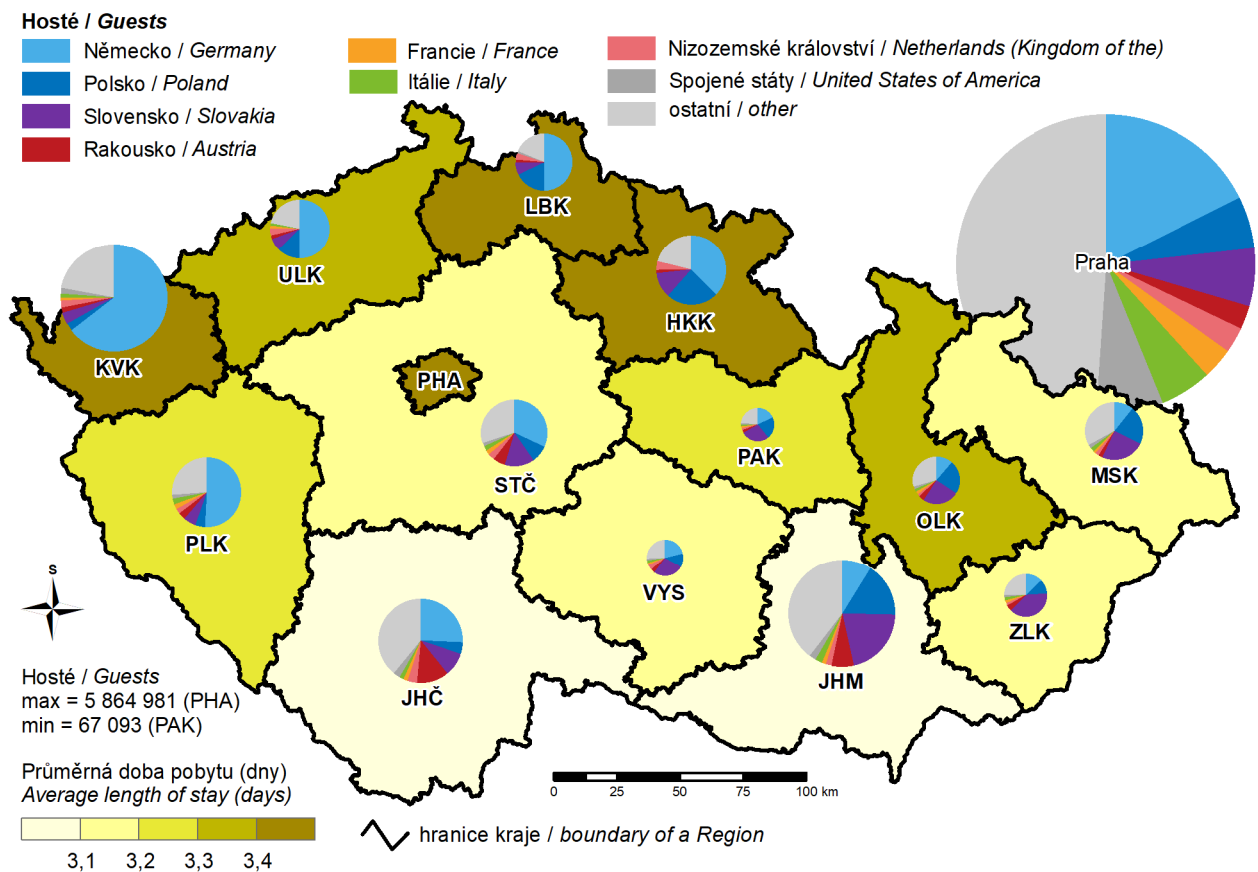 Hosté / Guests
Německo / Germany
Polsko / Poland
Slovensko / Slovakia
Rakousko / Austria
Francie / France
Itálie / Italy
Nizozemské království / Netherlands (Kingdom of the)
Spojené státy / United States of America
ostatní / other
LBK
ULK
Praha
HKK
KVK
PHA
PAK
MSK
STČ
OLK
PLK
VYS
ZLK
JHM
JHČ
S
Hosté / Guests
max = 5 864 981 (PHA)
min = 67 093 (PAK)
Průměrná doba pobytu (dny)
Average length of stay (days)
3,1 3,2 3,3 3,4
0 25 50 75 100 km
hranice kraje / boundary of a Region